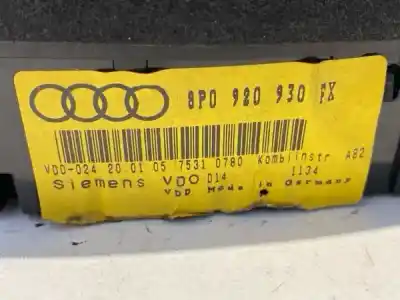 8P0 920 930 FX
VDO-024 20 01 05 7531 0780 Kombiinstr A82
Siemens VDO D14 1134
VDD Made in Germany